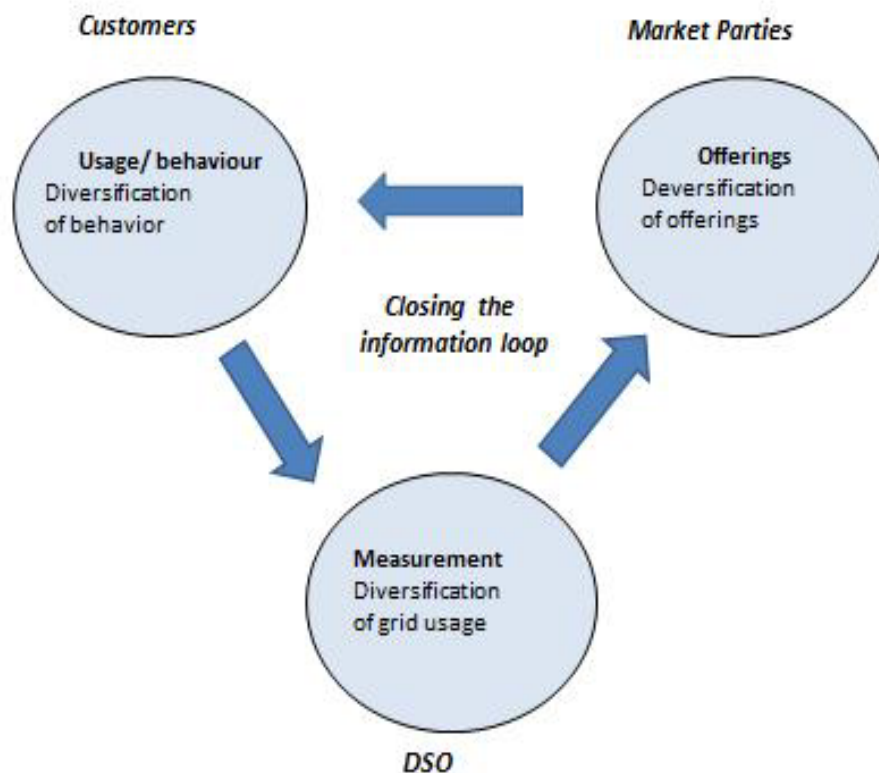 Customers
Market Parties
Usage/ behaviour
Diversification
of behavior
Offerings
Deversification
of offerings
Closing the
information loop
Measurement
Diversification
of grid usage
DSO